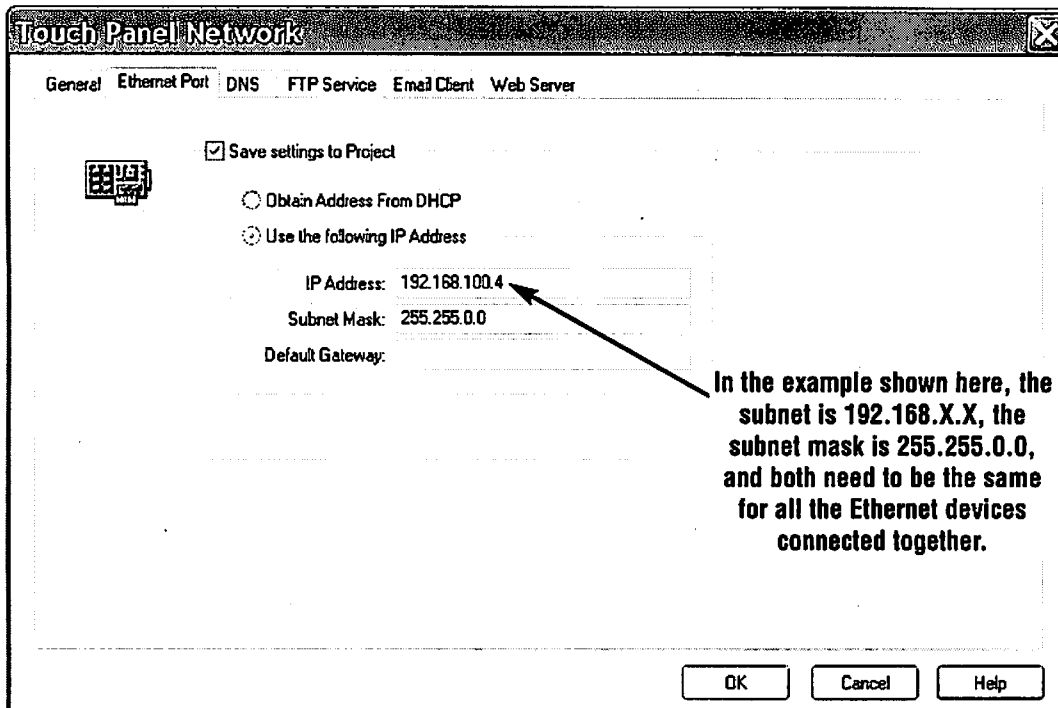 Touch Panel Network
General Ethernet Port DNS FTP Service Email Client Web Server
Save settings to Project
Obtain Address From DHCP
Use the following IP Address
IP Address: 192.168.100.4
Subnet Mask: 255.255.0.0
Default Gateway:
In the example shown here, the
subnet is 192.168.X.X, the
subnet mask is 255.255.0.0,
and both need to be the same
for all the Ethernet devices
connected together.
OK Cancel Help